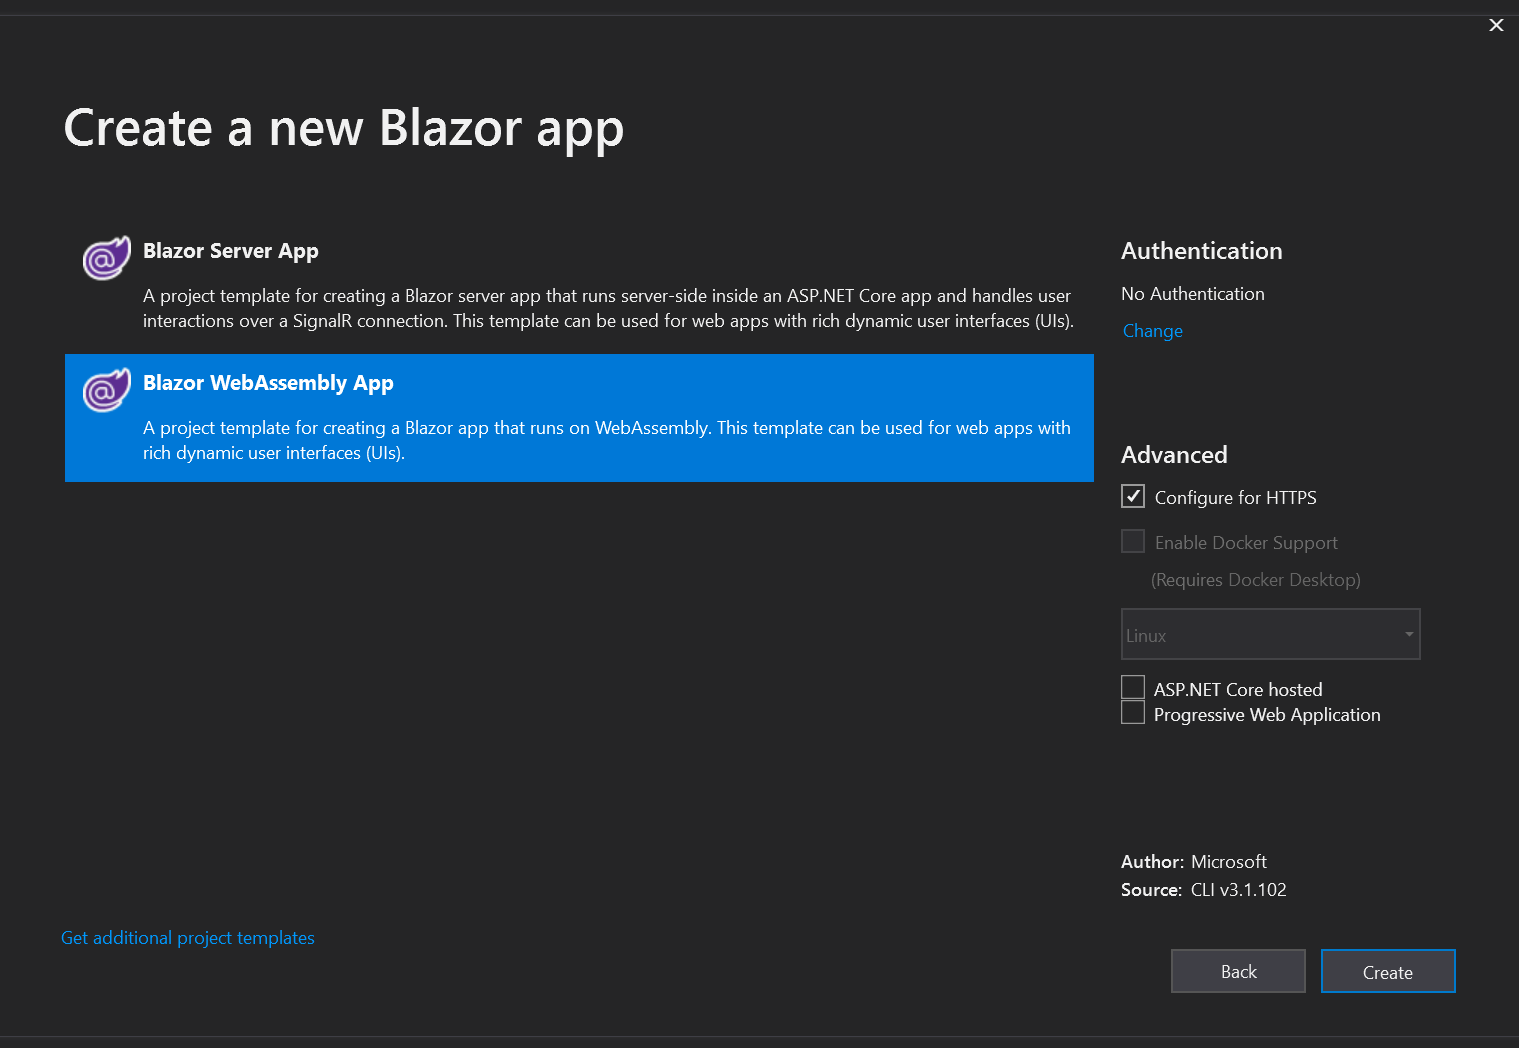 Create a new Blazor app
Blazor Server App
A project template for creating a Blazor server app that runs server-side inside an ASP.NET Core app and handles user
interactions over a SignalR connection. This template can be used for web apps with rich dynamic user interfaces (UIs).
Blazor WebAssembly App
A project template for creating a Blazor app that runs on WebAssembly. This template can be used for web apps with
rich dynamic user interfaces (UIs).
Get additional project templates
Authentication
No Authentication
Change
Advanced
Configure for HTTPS
Enable Docker Support
(Requires Docker Desktop)
Linux
ASP.NET Core hosted
Progressive Web Application
Author: Microsoft
Source: CLI v3.1.102
Back
Create